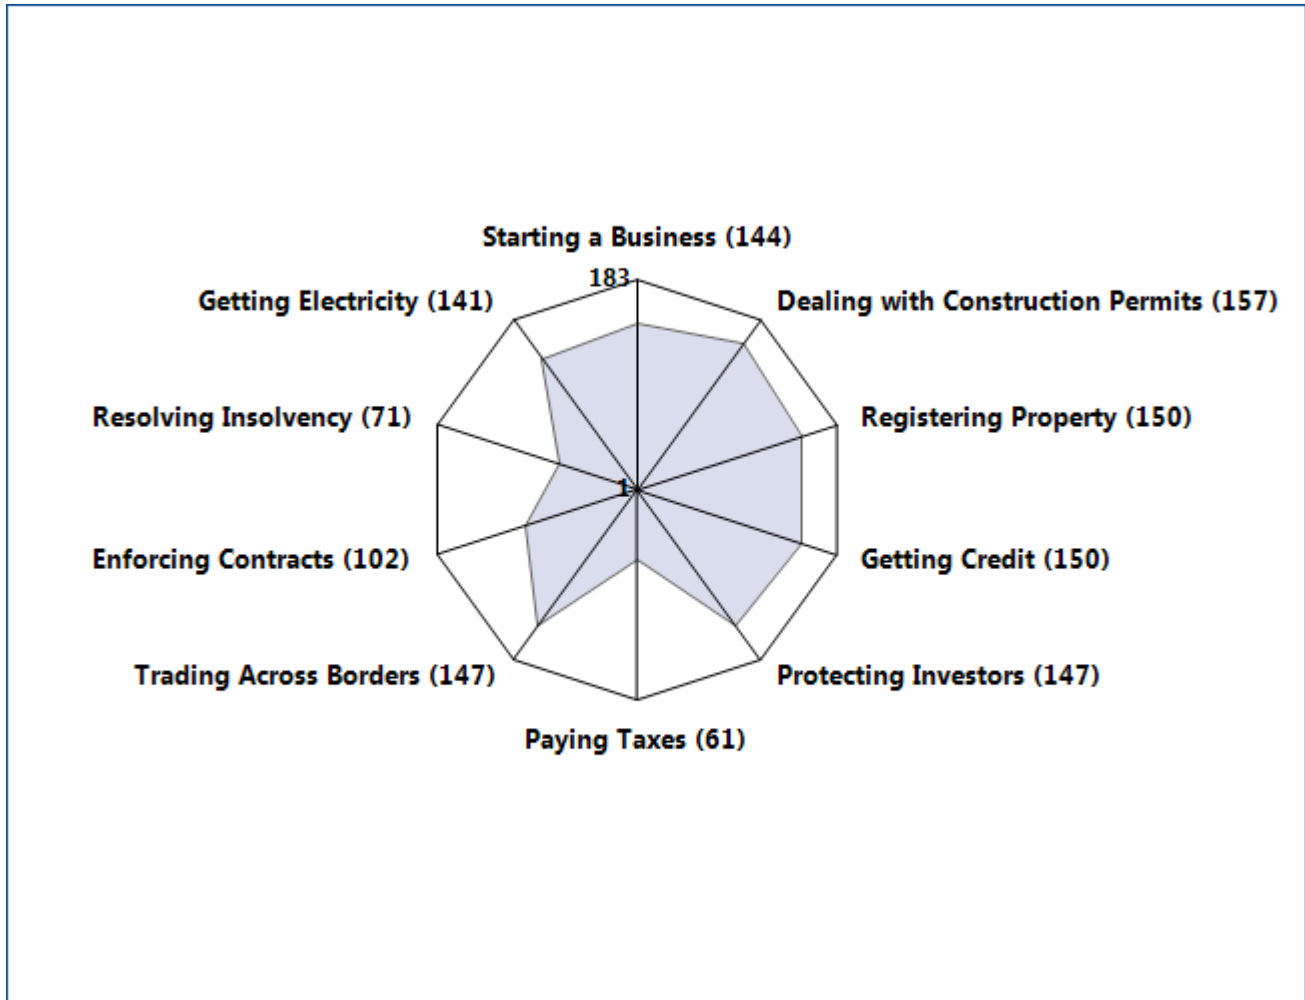 Starting a Business (144)
183
Getting Electricity (141)
Dealing with Construction Permits (157)
Resolving Insolvency (71)
Registering Property (150)
1
Enforcing Contracts (102)
Getting Credit (150)
Trading Across Borders (147)
Protecting Investors (147)
Paying Taxes (61)